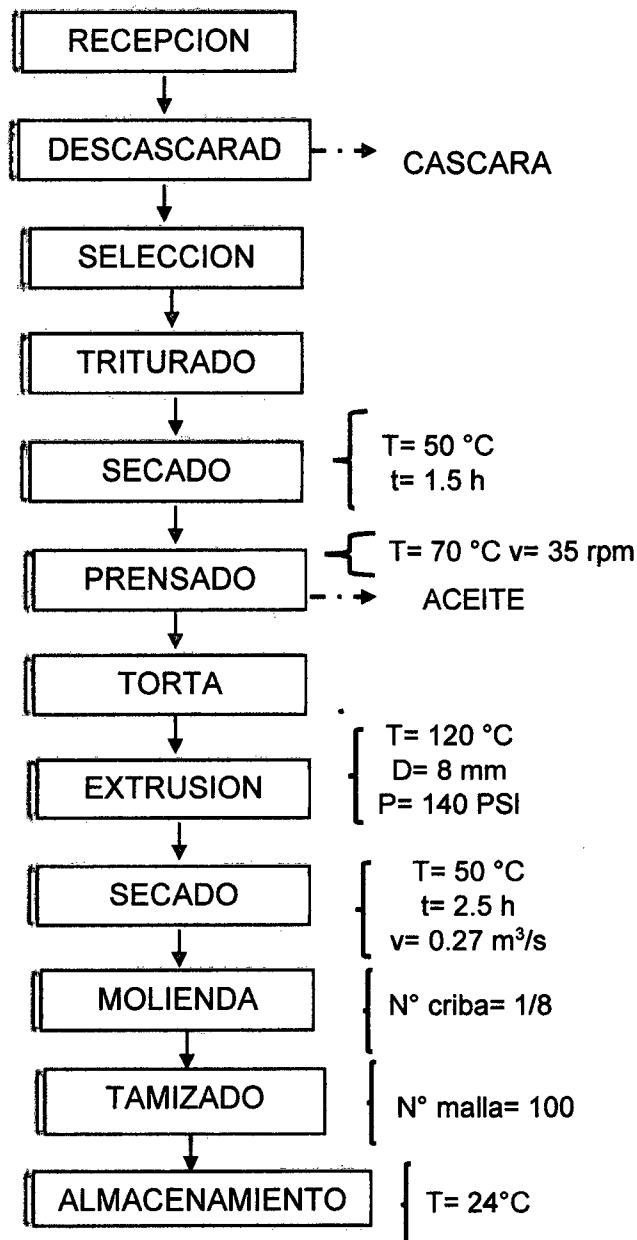 RECEPCION
DESCASCARAD
CASCARA
SELECCION
TRITURADO
SECADO
T= 50 °C
t= 1.5 h
PRENSADO
T= 70 °C v= 35 rpm
ACEITE
TORTA
EXTRUSION
T= 120 °C
D= 8 mm
P= 140 PSI
SECADO
T= 50 °C
t= 2.5 h
v= 0.27 m³/s
MOLIENDA
N° criba= 1/8
TAMIZADO
N° malla= 100
ALMACENAMIENTO
T= 24°C